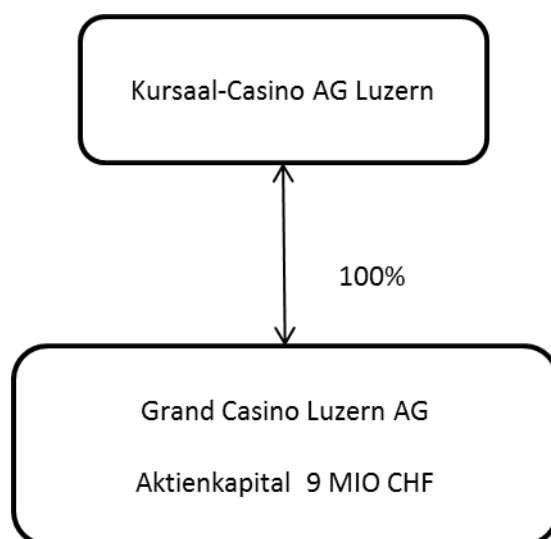 Kursaal-Casino AG Luzern
100%
Grand Casino Luzern AG
Aktienkapital 9 MIO CHF